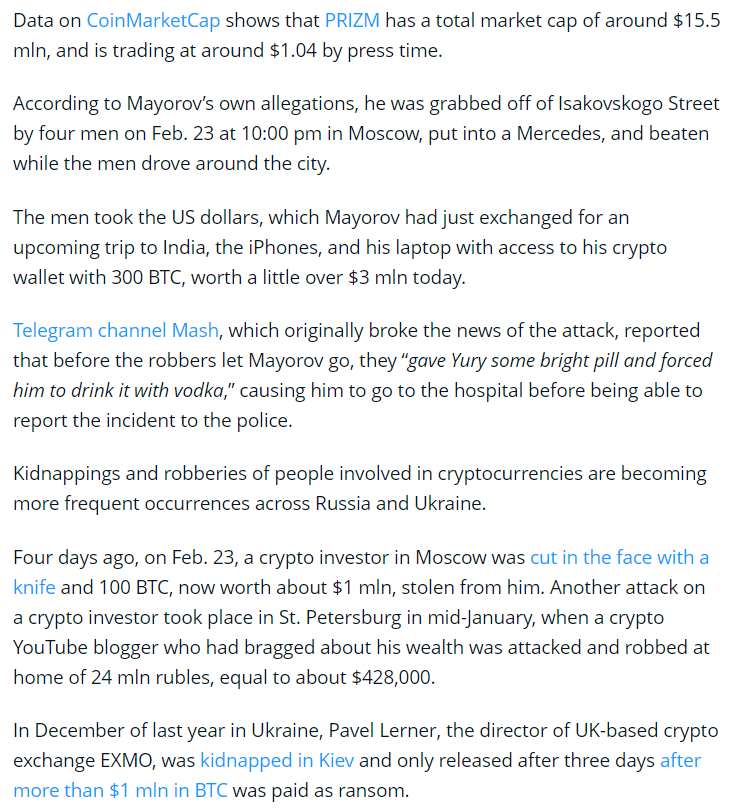 Data on CoinMarketCap shows that PRIZM has a total market cap of around $15.5
mln, and is trading at around $1.04 by press time.
According to Mayorov’s own allegations, he was grabbed off of Isakovskogo Street
by four men on Feb. 23 at 10:00 pm in Moscow, put into a Mercedes, and beaten
while the men drove around the city.
The men took the US dollars, which Mayorov had just exchanged for an
upcoming trip to India, the iPhones, and his laptop with access to his crypto
wallet with 300 BTC, worth a little over $3 mln today.
Telegram channel Mash, which originally broke the news of the attack, reported
that before the robbers let Mayorov go, they “gave Yury some bright pill and forced
him to drink it with vodka,” causing him to go to the hospital before being able to
report the incident to the police.
Kidnappings and robberies of people involved in cryptocurrencies are becoming
more frequent occurrences across Russia and Ukraine.
Four days ago, on Feb. 23, a crypto investor in Moscow was cut in the face with a
knife and 100 BTC, now worth about $1 mln, stolen from him. Another attack on
a crypto investor took place in St. Petersburg in mid-January, when a crypto
YouTube blogger who had bragged about his wealth was attacked and robbed at
home of 24 mln rubles, equal to about $428,000.
In December of last year in Ukraine, Pavel Lerner, the director of UK-based crypto
exchange EXMO, was kidnapped in Kiev and only released after three days after
more than $1 mln in BTC was paid as ransom.